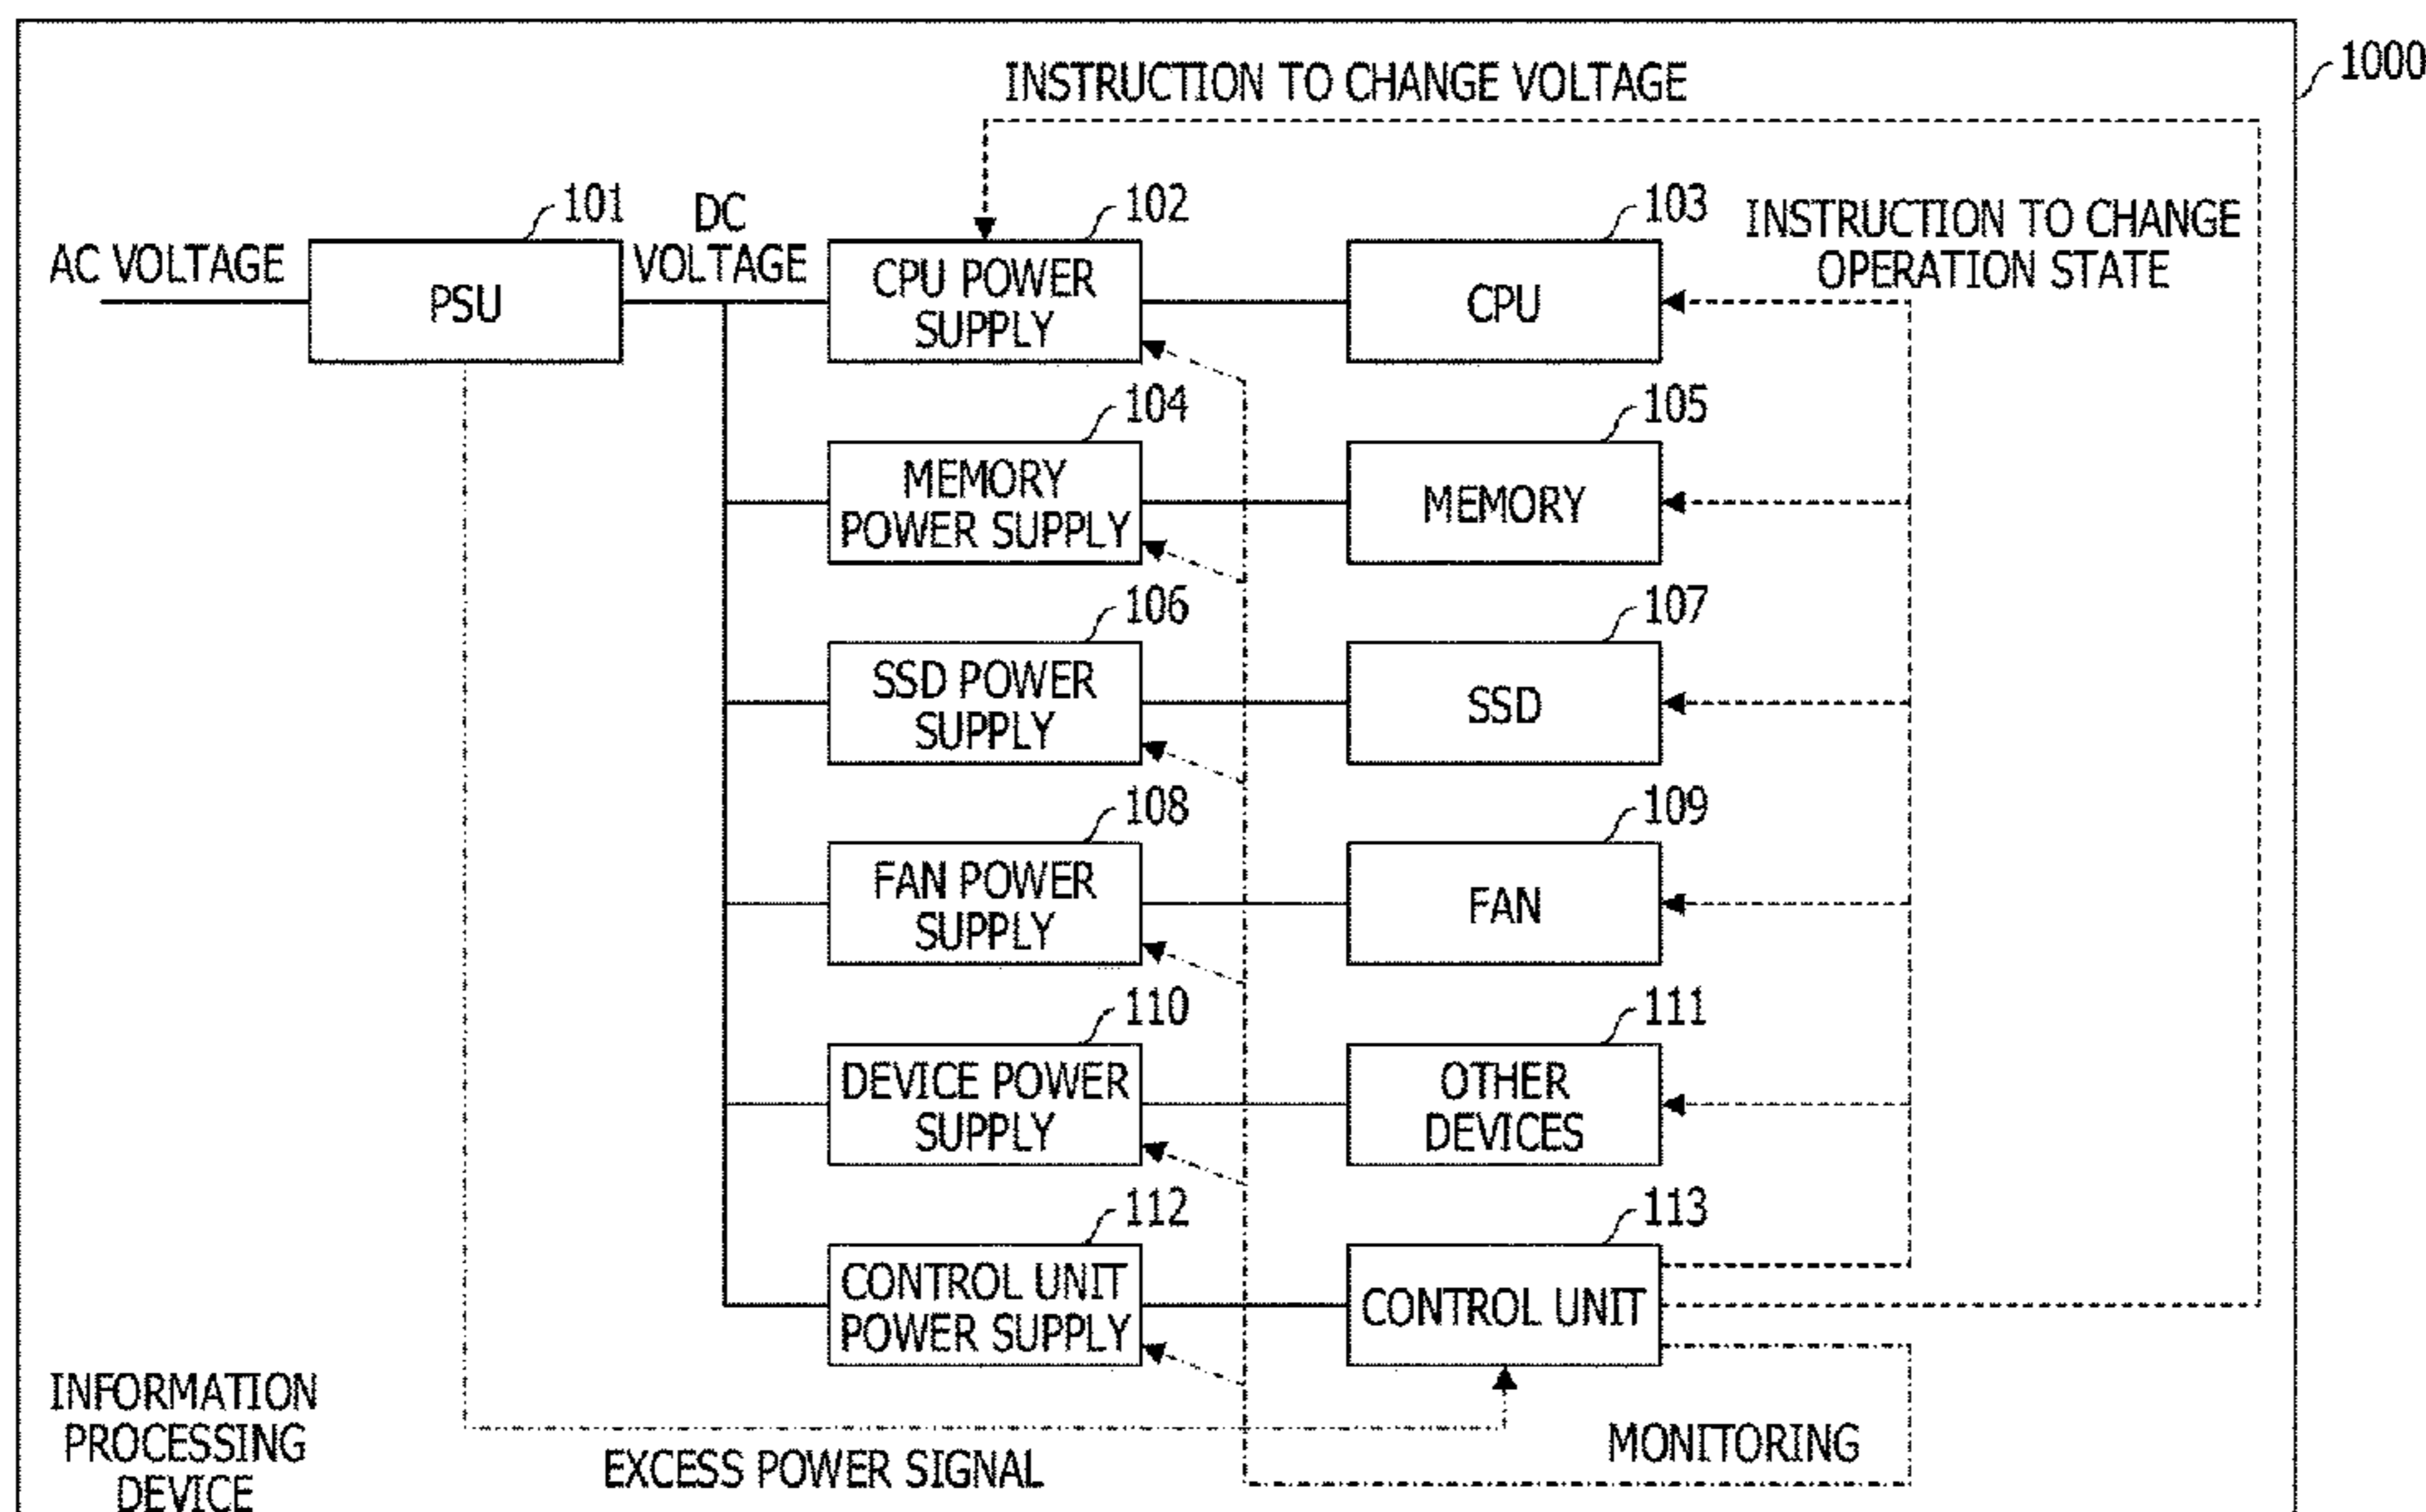 1000
INSTRUCTION TO CHANGE VOLTAGE
101
DC
VOLTAGE
102
103
INSTRUCTION TO CHANGE
OPERATION STATE
AC VOLTAGE
PSU
CPU POWER
SUPPLY
CPU
104
105
MEMORY
POWER SUPPLY
MEMORY
106
107
SSD POWER
SUPPLY
SSD
108
109
FAN POWER
SUPPLY
FAN
110
111
DEVICE POWER
SUPPLY
OTHER
DEVICES
112
113
CONTROL UNIT
POWER SUPPLY
CONTROL UNIT
INFORMATION
PROCESSING
DEVICE
EXCESS POWER SIGNAL
MONITORING